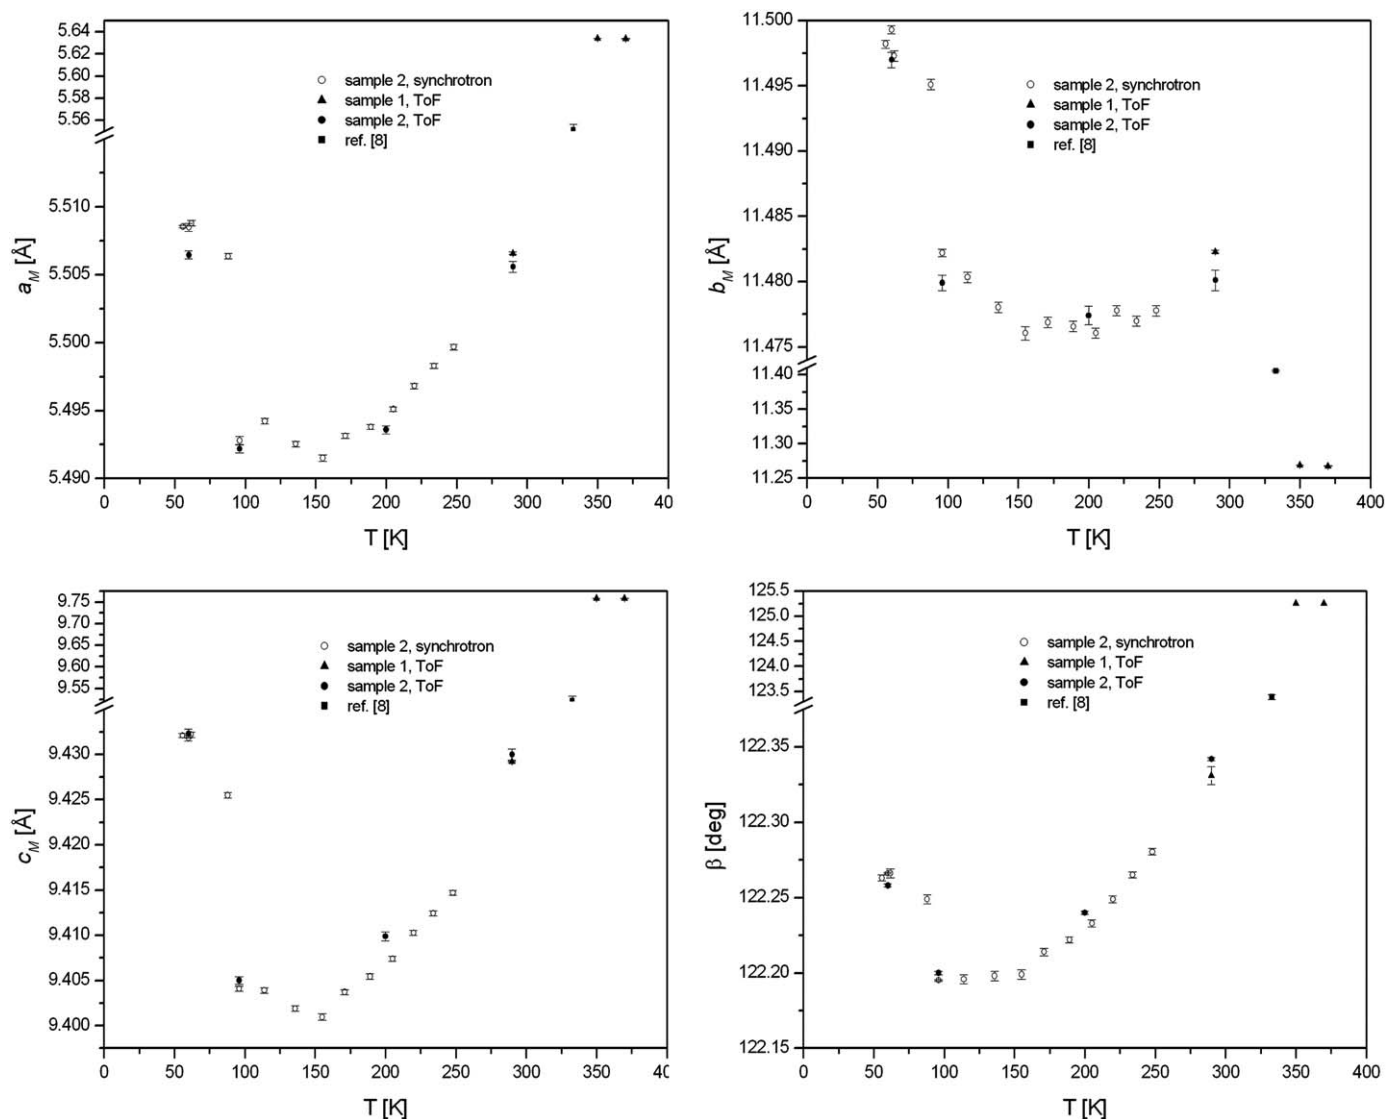 5.64
5.62
5.60
5.58
5.56
5.510
5.505
5.500
5.495
5.490
a_M [Å]
sample 2, synchrotron
sample 1, ToF
sample 2, ToF
ref. [8]
0 50 100 150 200 250 300 350 40
T [K]
11.500
11.495
11.490
11.485
11.480
11.475
11.40
11.35
11.30
11.25
b_M [Å]
sample 2, synchrotron
sample 1, ToF
sample 2, ToF
ref. [8]
0 50 100 150 200 250 300 350 400
T [K]
9.75
9.70
9.65
9.60
9.55
9.430
9.425
9.420
9.415
9.410
9.405
9.400
c_M [Å]
sample 2, synchrotron
sample 1, ToF
sample 2, ToF
ref. [8]
0 50 100 150 200 250 300 350 40
T [K]
125.5
125.0
124.5
124.0
123.5
122.35
122.30
122.25
122.20
122.15
β [deg]
sample 2, synchrotron
sample 1, ToF
sample 2, ToF
ref. [8]
0 50 100 150 200 250 300 350 400
T [K]